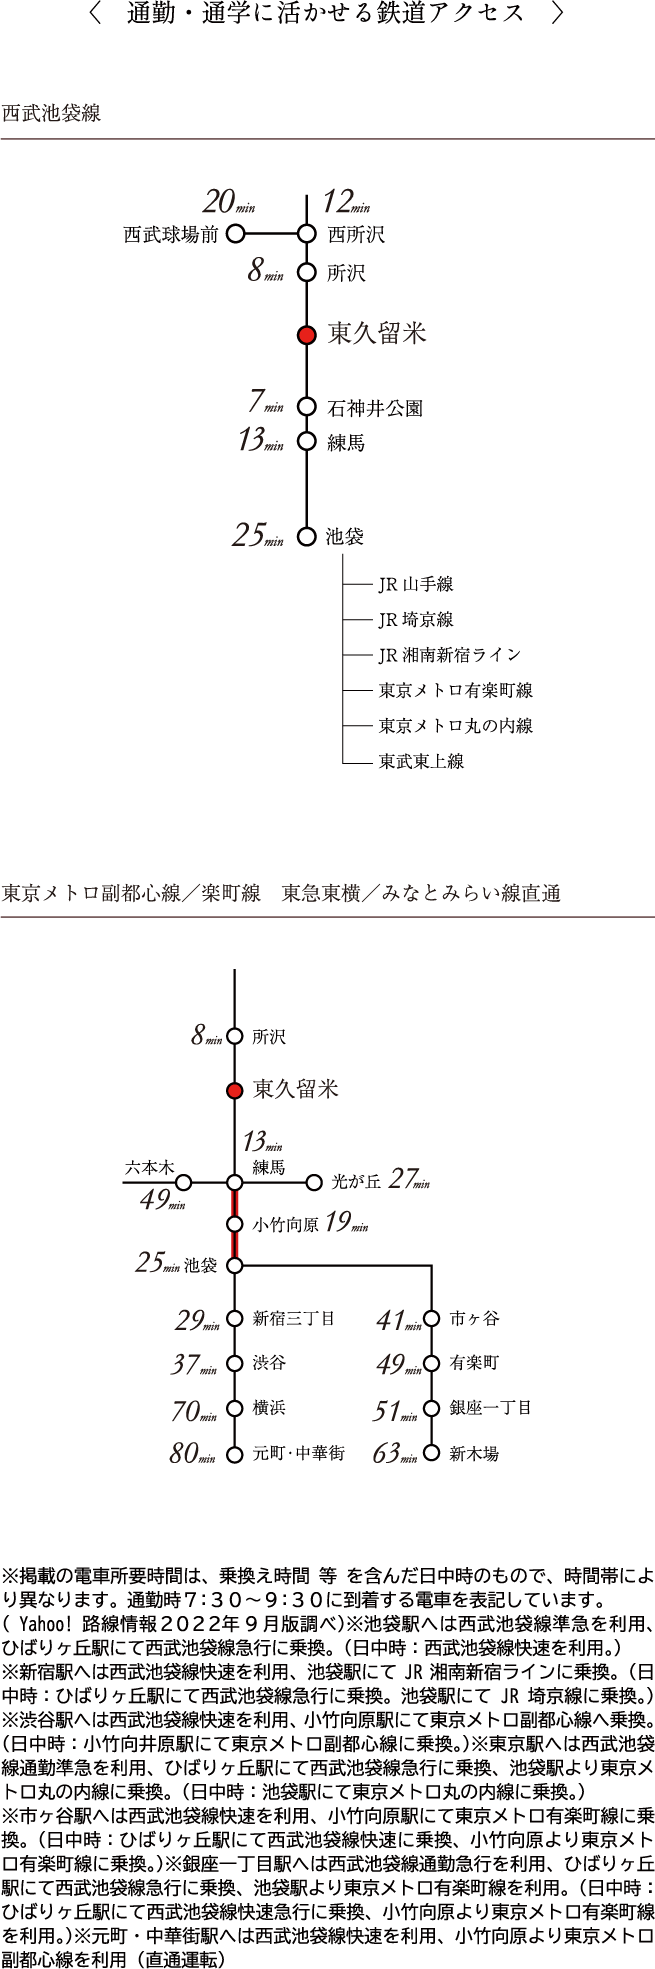 〈　通勤・通学に活かせる鉄道アクセス　〉
西武池袋線
20min 12min
西武球場前 西所沢
8min 所沢
東久留米
7min 石神井公園
13min 練馬
25min 池袋
JR 山手線
JR 埼京線
JR 湘南新宿ライン
東京メトロ有楽町線
東京メトロ丸の内線
東武東上線
東京メトロ副都心線／楽町線　東急東横／みなとみらい線直通
8min 所沢
東久留米
13min
六本木 練馬
49min 光が丘 27min
小竹向原 19min
25min 池袋
29min 新宿三丁目 41min 市ヶ谷
37min 渋谷 49min 有楽町
70min 横浜 51min 銀座一丁目
80min 元町・中華街 63min 新木場
※掲載の電車所要時間は、乗換え時間 等 を含んだ日中時のもので、時間帯によ
り異なります。通勤時７：３０～９：３０に到着する電車を表記しています。
( Yahoo! 路線情報２０２２年９月版調べ)※池袋駅へは西武池袋線準急を利用、
ひばりヶ丘駅にて西武池袋線急行に乗換。（日中時：西武池袋線快速を利用。）
※新宿駅へは西武池袋線快速を利用、池袋駅にて JR 湘南新宿ラインに乗換。（日
中時：ひばりヶ丘駅にて西武池袋線急行に乗換。池袋駅にて JR 埼京線に乗換。）
※渋谷駅へは西武池袋線快速を利用、小竹向原駅にて東京メトロ副都心線へ乗換。
（日中時：小竹向井原駅にて東京メトロ副都心線に乗換。）※東京駅へは西武池袋
線通勤準急を利用、ひばりヶ丘駅にて西武池袋線急行に乗換、池袋駅より東京メ
トロ丸の内線に乗換。（日中時：池袋駅にて東京メトロ丸の内線に乗換。）
※市ヶ谷駅へは西武池袋線快速を利用、小竹向原駅にて東京メトロ有楽町線に乗
換。（日中時：ひばりヶ丘駅にて西武池袋線快速に乗換、小竹向原より東京メト
ロ有楽町線に乗換。）※銀座一丁目駅へは西武池袋線通勤急行を利用、ひばりヶ丘
駅にて西武池袋線急行に乗換、池袋駅より東京メトロ有楽町線を利用。（日中時：
ひばりヶ丘駅にて西武池袋線快速急行に乗換、小竹向原より東京メトロ有楽町線
を利用。）※元町・中華街駅へは西武池袋線快速を利用、小竹向原より東京メトロ
副都心線を利用（直通運転）